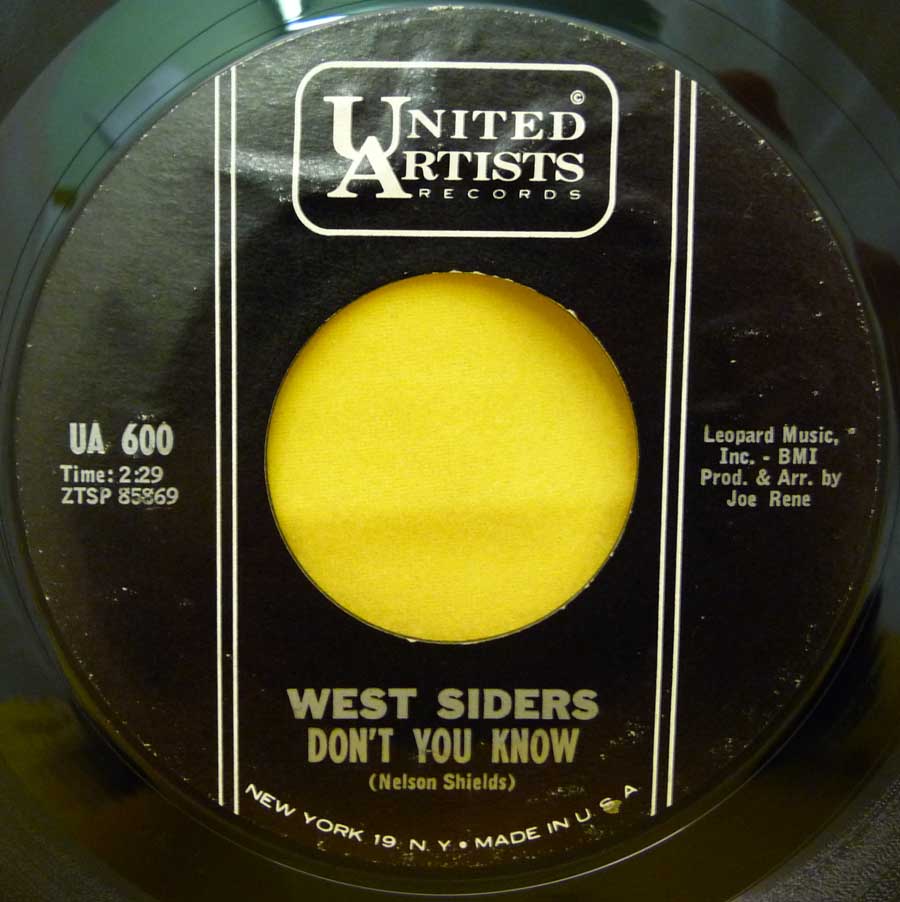 UNITED ©
ARTISTS
RECORDS
UA 600
Time: 2:29
ZTSP 85869
Leopard Music,
Inc. - BMI
Prod. & Arr. by
Joe Rene
WEST SIDERS
DON'T YOU KNOW
(Nelson Shields)
NEW YORK 19 N. Y • MADE IN U S A